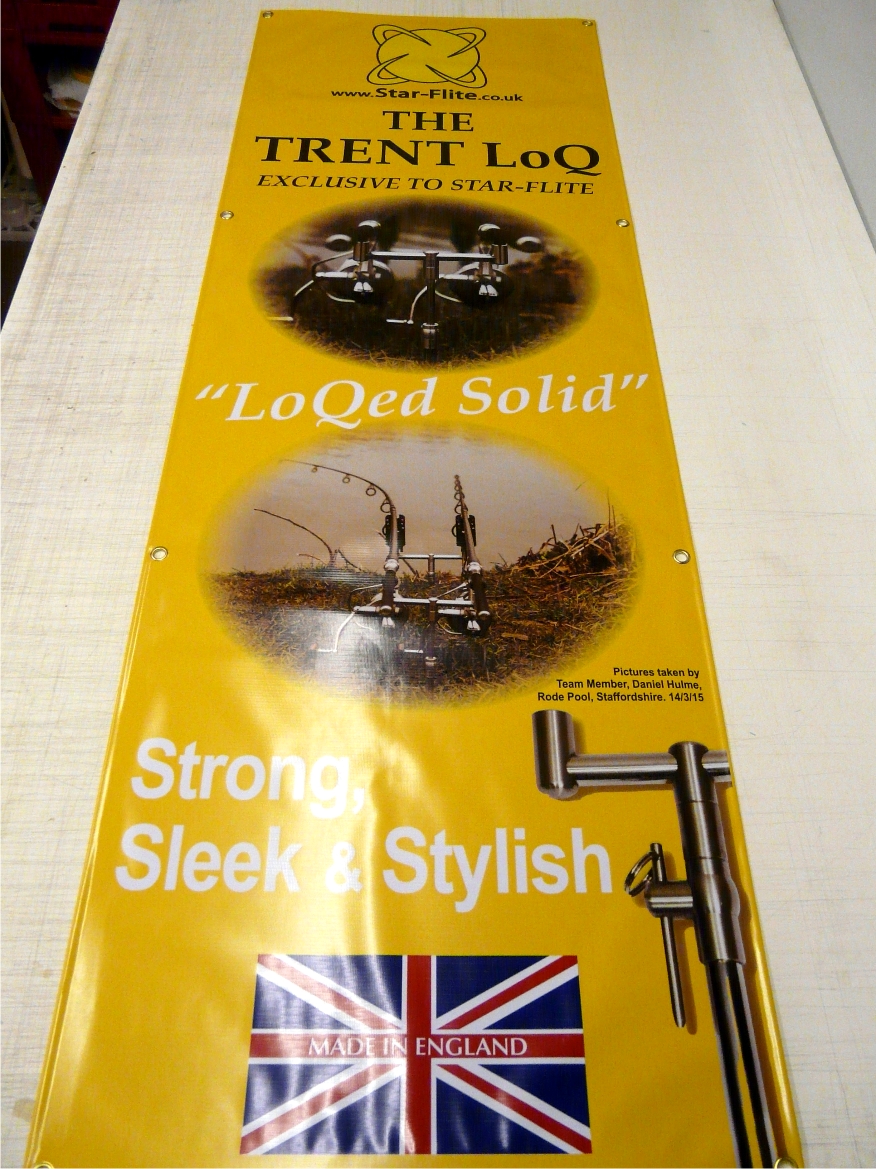 www.Star-Flite.co.uk
THE
TRENT LoQ
EXCLUSIVE TO STAR-FLITE
“LoQed Solid”
Pictures taken by
Team Member, Daniel Hulme,
Rode Pool, Staffordshire. 14/3/15
Strong,
Sleek & Stylish
MADE IN ENGLAND